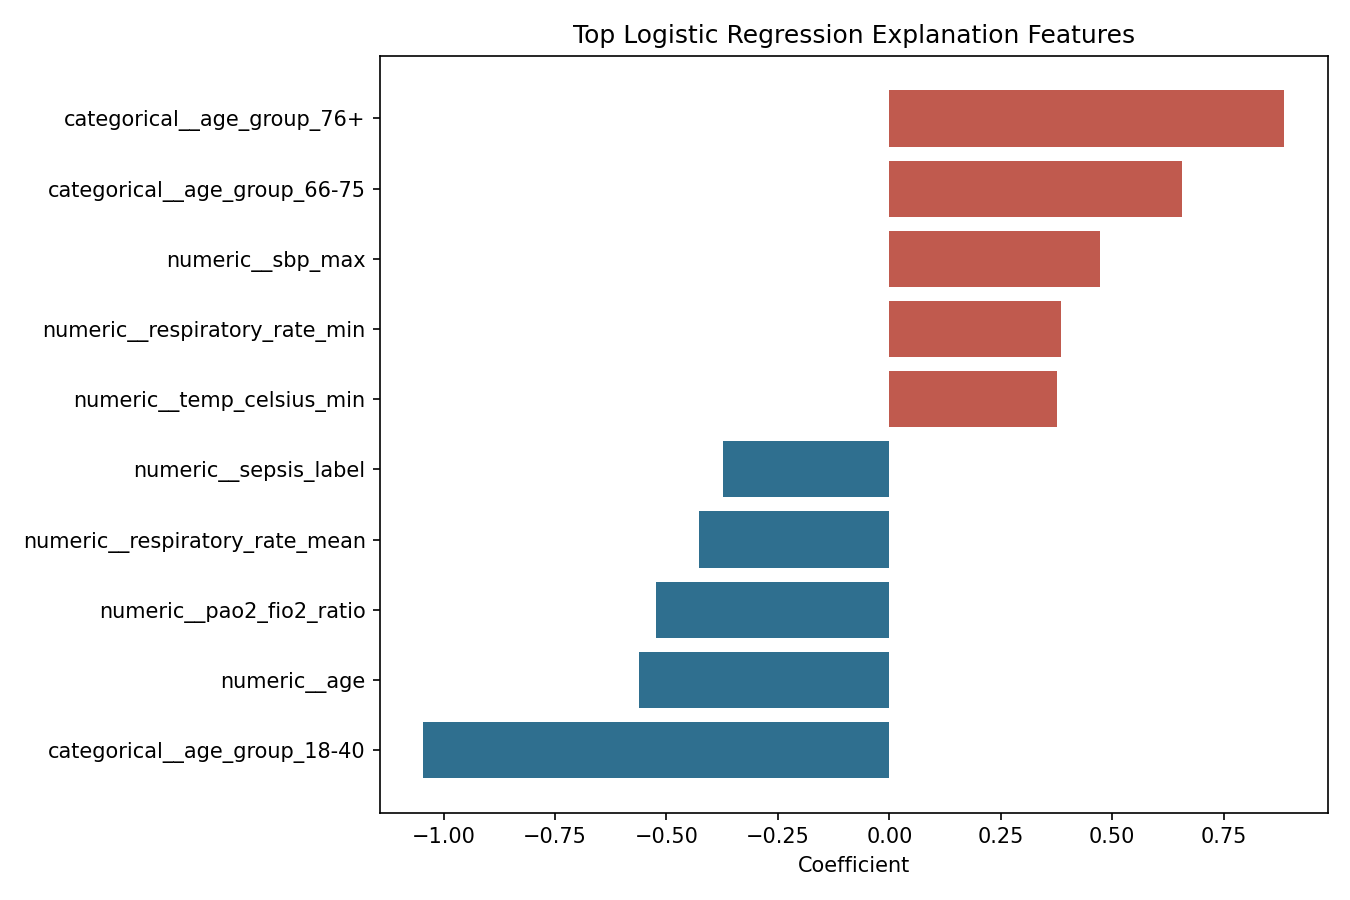 Top Logistic Regression Explanation Features
categorical__age_group_76+
categorical__age_group_66-75
numeric__sbp_max
numeric__respiratory_rate_min
numeric__temp_celsius_min
numeric__sepsis_label
numeric__respiratory_rate_mean
numeric__pao2_fio2_ratio
numeric__age
categorical__age_group_18-40
−1.00 −0.75 −0.50 −0.25 0.00 0.25 0.50 0.75
Coefficient